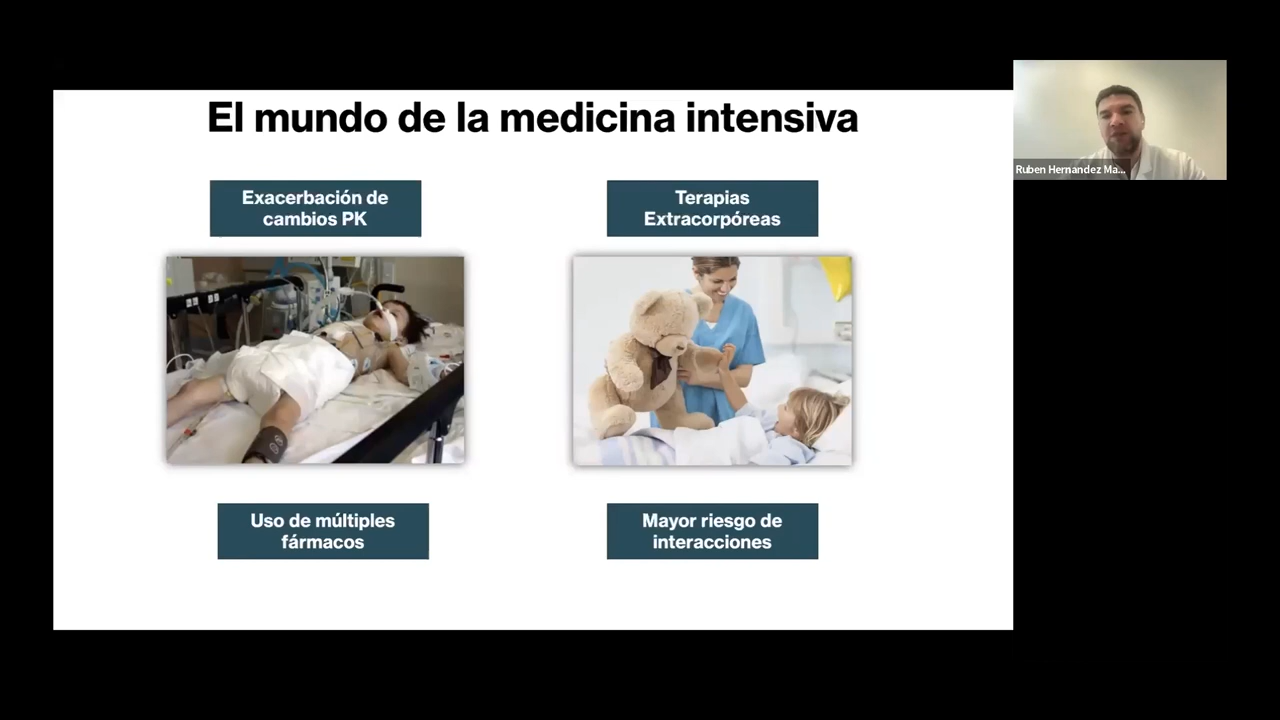 El mundo de la medicina intensiva
Exacerbación de
cambios PK
Terapias
Extracorpóreas
Uso de múltiples
fármacos
Mayor riesgo de
interacciones
Ruben Hernandez Ma...